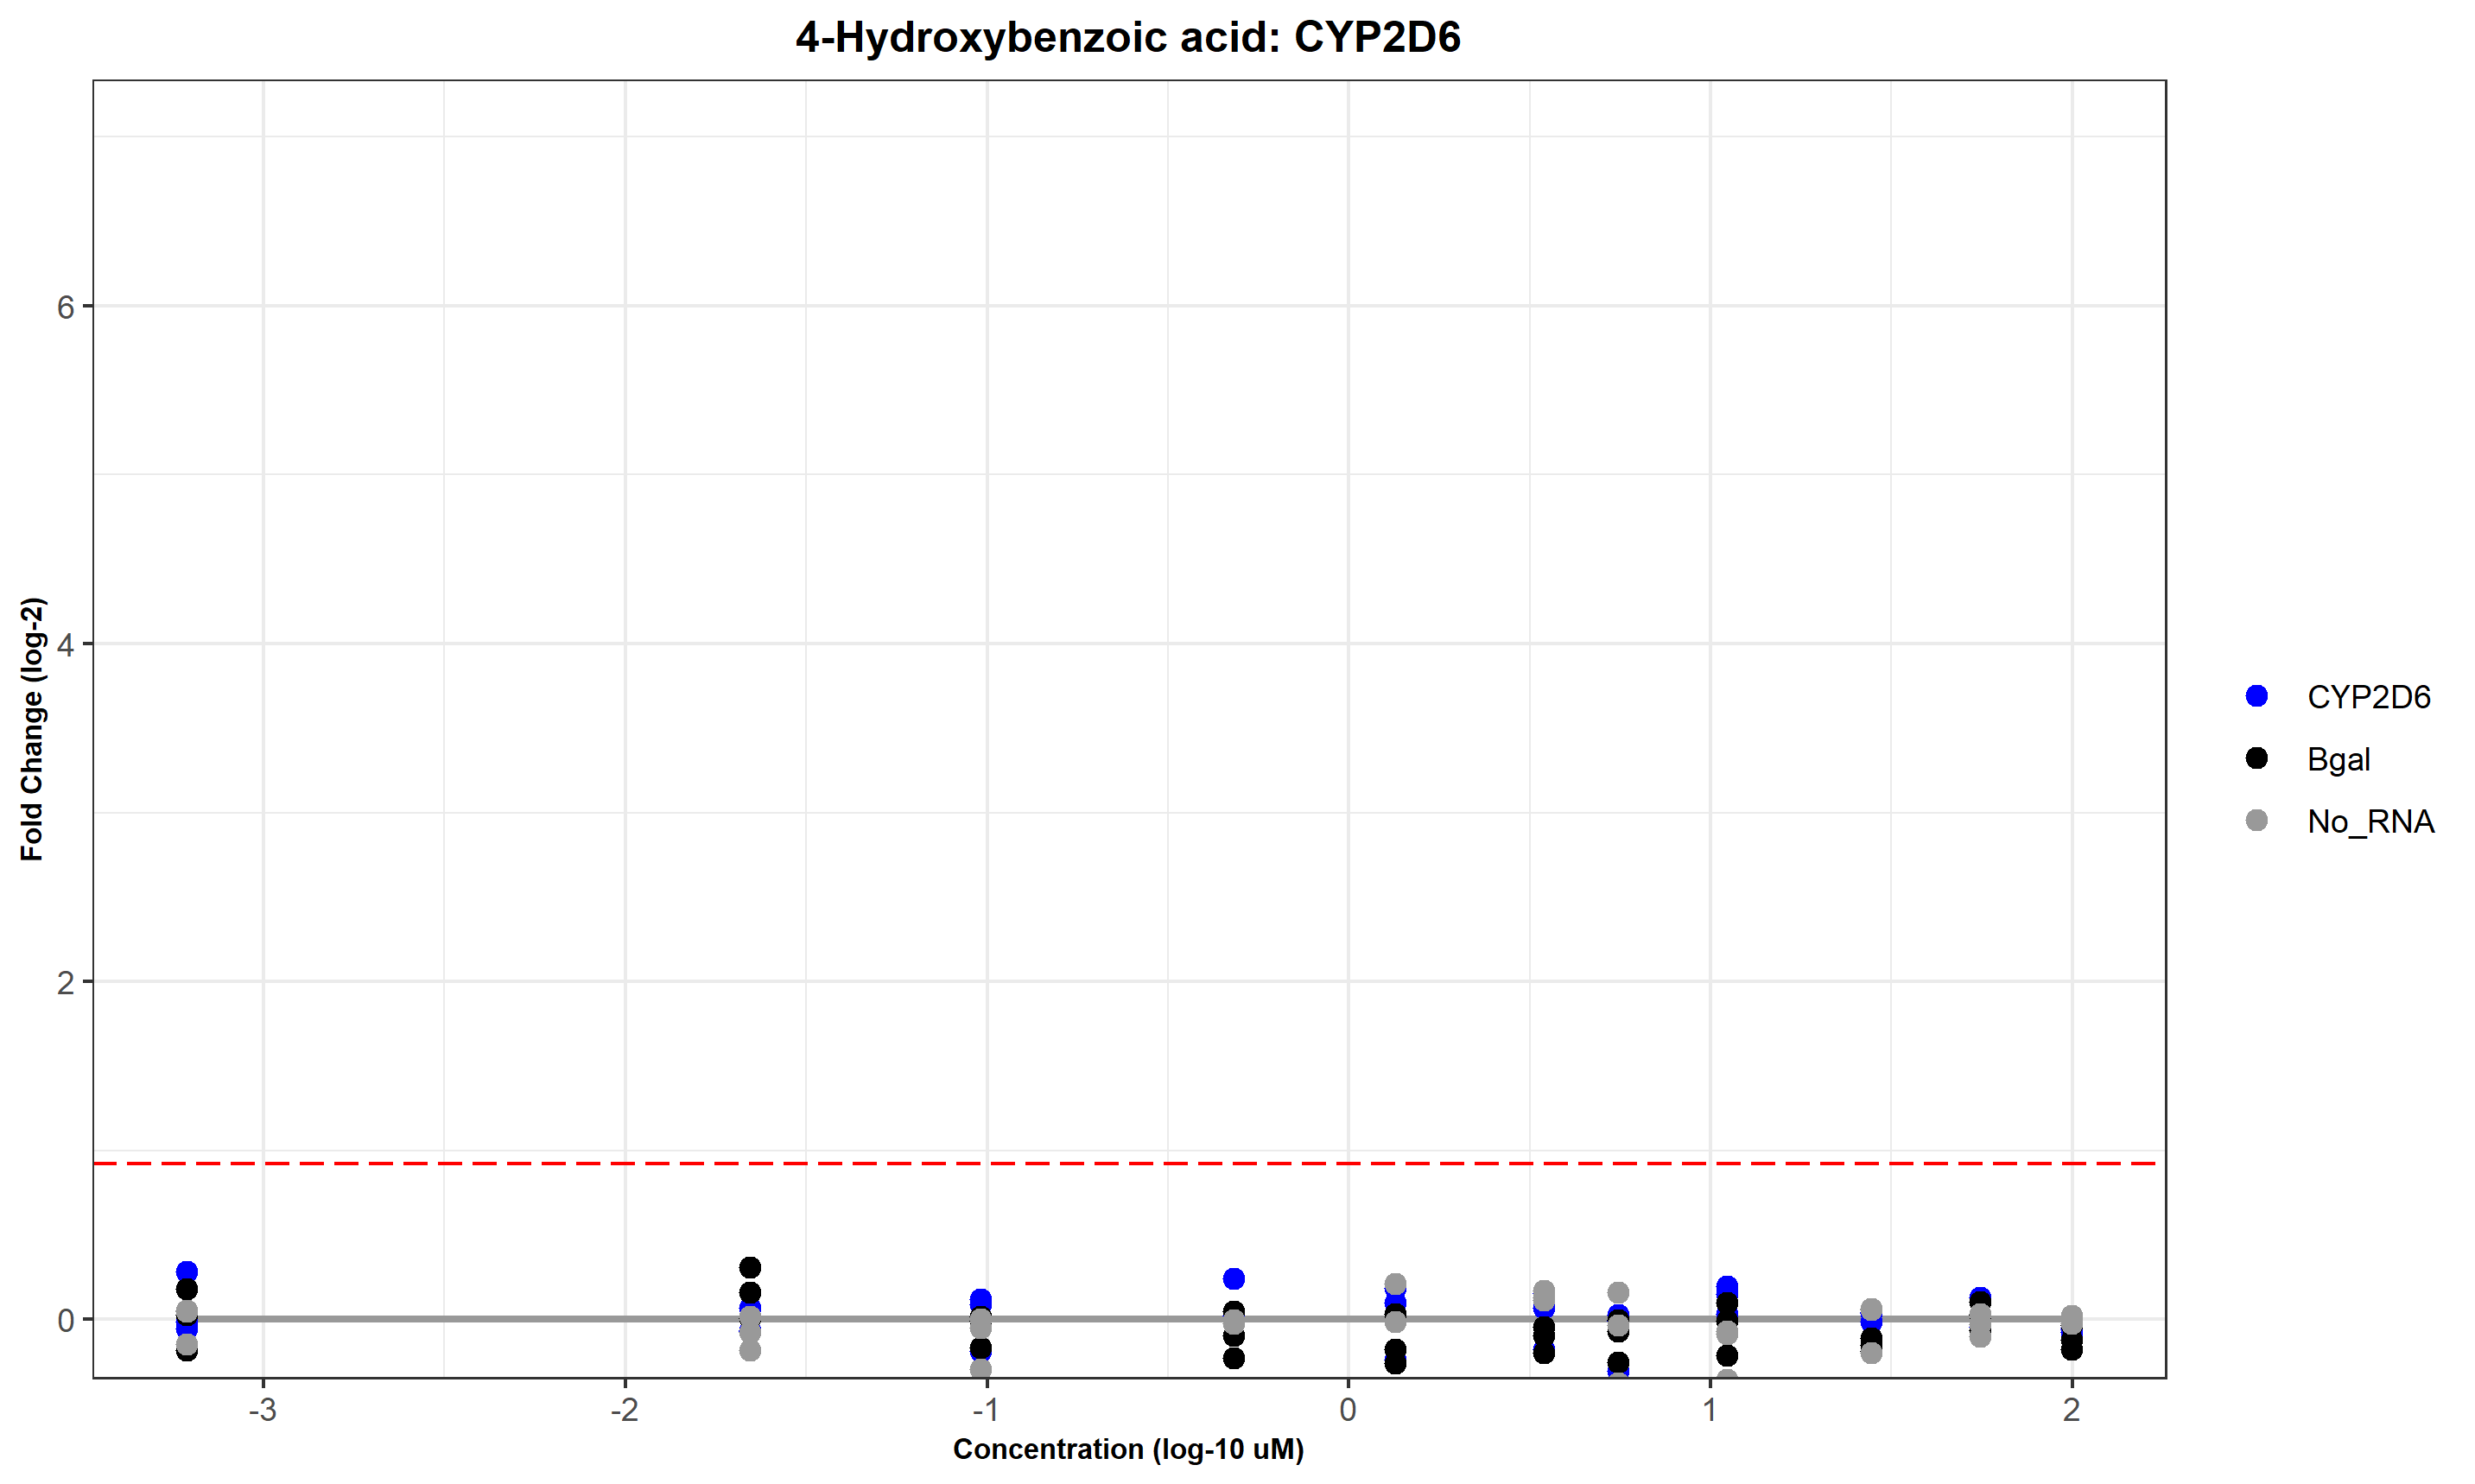 4-Hydroxybenzoic acid: CYP2D6
Fold Change (log-2)
6
4
2
0
-3
-2
-1
0
1
2
Concentration (log-10 uM)
CYP2D6
Bgal
No_RNA